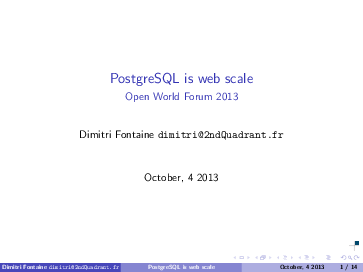 PostgreSQL is web scale
Open World Forum 2013
Dimitri Fontaine dimitri@2ndQuadrant.fr
October, 4 2013
Dimitri Fontaine dimitri@2ndQuadrant.fr PostgreSQL is web scale October, 4 2013 1 / 14